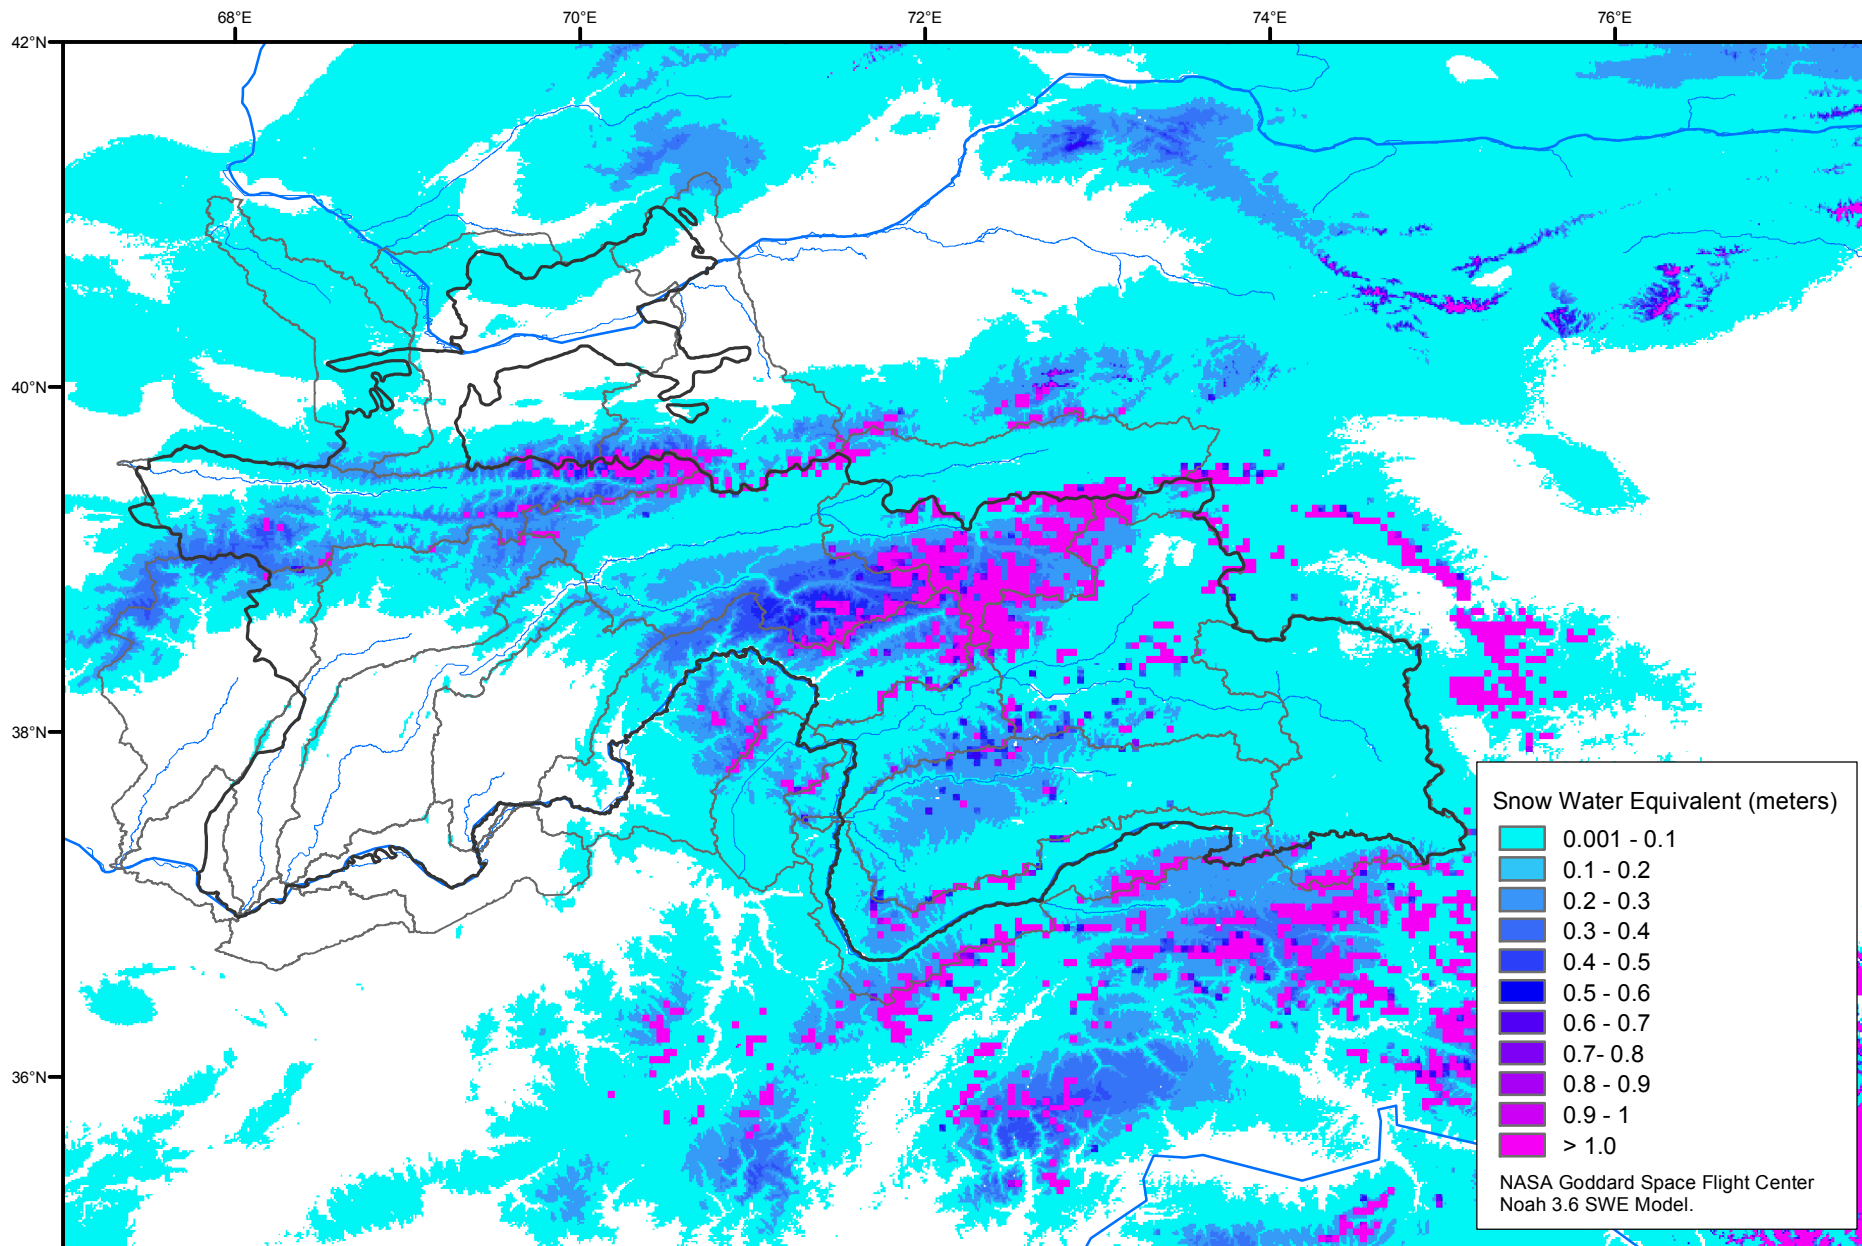 68°E
70°E
72°E
74°E
76°E
42°N
40°N
38°N
36°N
Snow Water Equivalent (meters)
0.001 - 0.1
0.1 - 0.2
0.2 - 0.3
0.3 - 0.4
0.4 - 0.5
0.5 - 0.6
0.6 - 0.7
0.7- 0.8
0.8 - 0.9
0.9 - 1
> 1.0
NASA Goddard Space Flight Center
Noah 3.6 SWE Model.